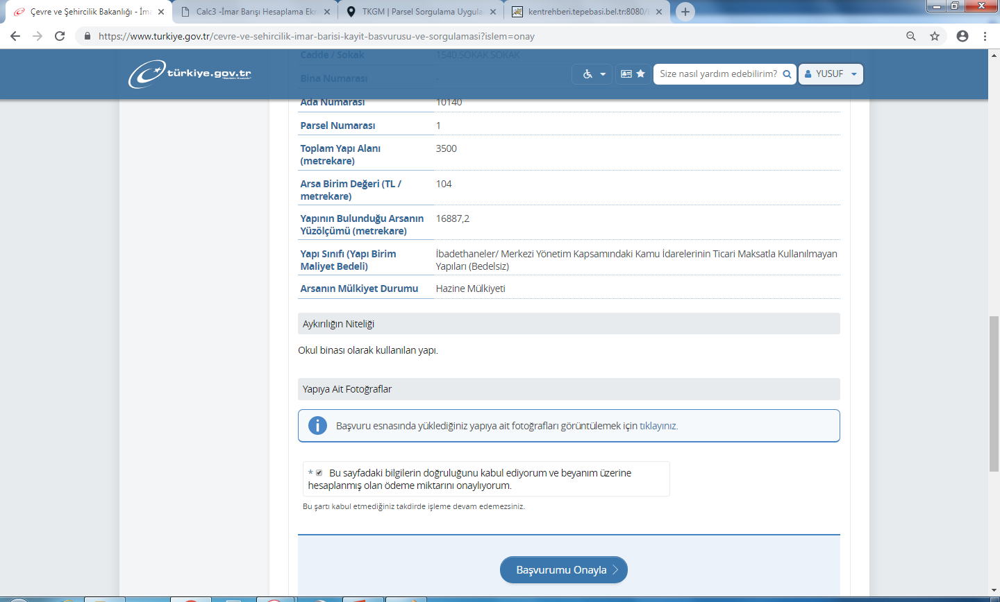 Çevre ve Şehircilik Bakanlığı - İma
Calc3 -İmar Barışı Hesaplama Ekr
TKGM | Parsel Sorgulama Uygula
kentrehberi.tepebasi.bel.tr:8080/
https://www.turkiye.gov.tr/cevre-ve-sehircilik-imar-barisi-kayit-basvurusu-ve-sorgulamasi?islem=onay
türkiye.gov.tr
Size nasıl yardım edebilirim?
YUSUF
Cadde / Sokak 1540.SOKAK SOKAK
Bina Numarası -
Ada Numarası 10140
Parsel Numarası 1
Toplam Yapı Alanı (metrekare) 3500
Arsa Birim Değeri (TL / metrekare) 104
Yapının Bulunduğu Arsanın Yüzölçümü (metrekare) 16887,2
Yapı Sınıfı (Yapı Birim Maliyet Bedeli) İbadethaneler/ Merkezi Yönetim Kapsamındaki Kamu İdarelerinin Ticari Maksatla Kullanılmayan Yapıları (Bedelsiz)
Arsanın Mülkiyet Durumu Hazine Mülkiyeti
Aykırılığın Niteliği
Okul binası olarak kullanılan yapı.
Yapıya Ait Fotoğraflar
Başvuru esnasında yüklediğiniz yapıya ait fotoğrafları görüntülemek için tıklayınız.
* Bu sayfadaki bilgilerin doğruluğunu kabul ediyorum ve beyanım üzerine
hesaplanmış olan ödeme miktarını onaylıyorum.
Bu şartı kabul etmediğiniz takdirde işleme devam edemezsiniz.
Başvurumu Onayla